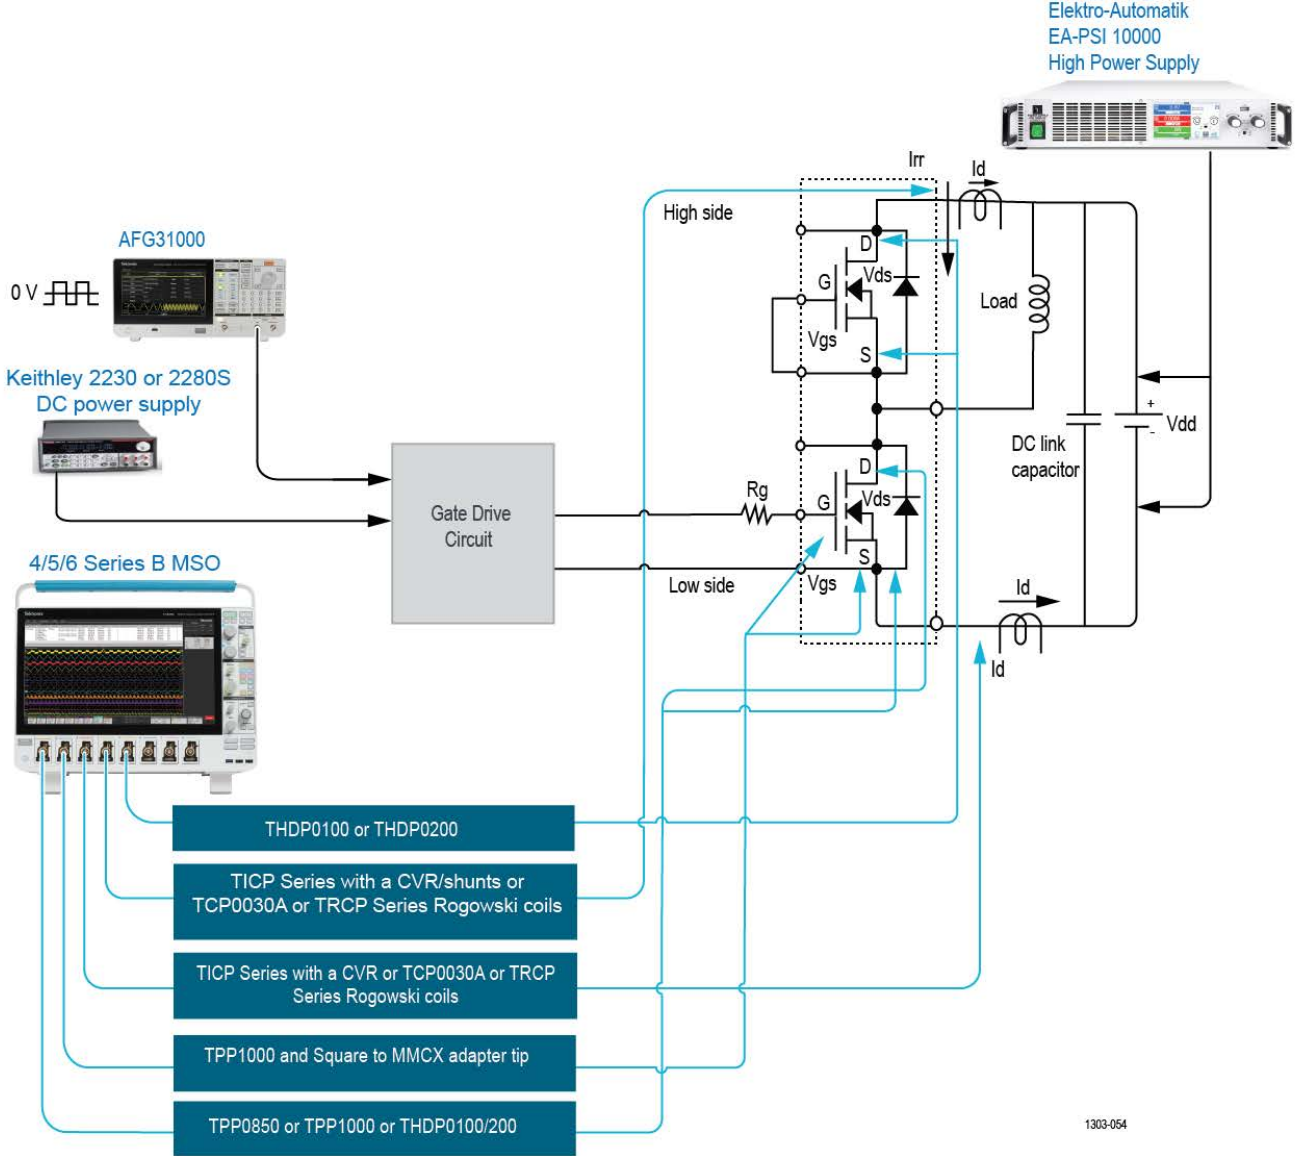 Elektro-Automatik
EA-PSI 10000
High Power Supply
Irr
Id
High side
AFG31000
0 V
D
G
Vds
Load
Vgs
S
Keithley 2230 or 2280S
DC power supply
+
-
Vdd
DC link
capacitor
Gate Drive
Circuit
Rg
D
G
Vds
S
4/5/6 Series B MSO
Low side
Vgs
Id
Id
THDP0100 or THDP0200
TICP Series with a CVR/shunts or
TCP0030A or TRCP Series Rogowski coils
TICP Series with a CVR or TCP0030A or TRCP
Series Rogowski coils
TPP1000 and Square to MMCX adapter tip
TPP0850 or TPP1000 or THDP0100/200
1303-054